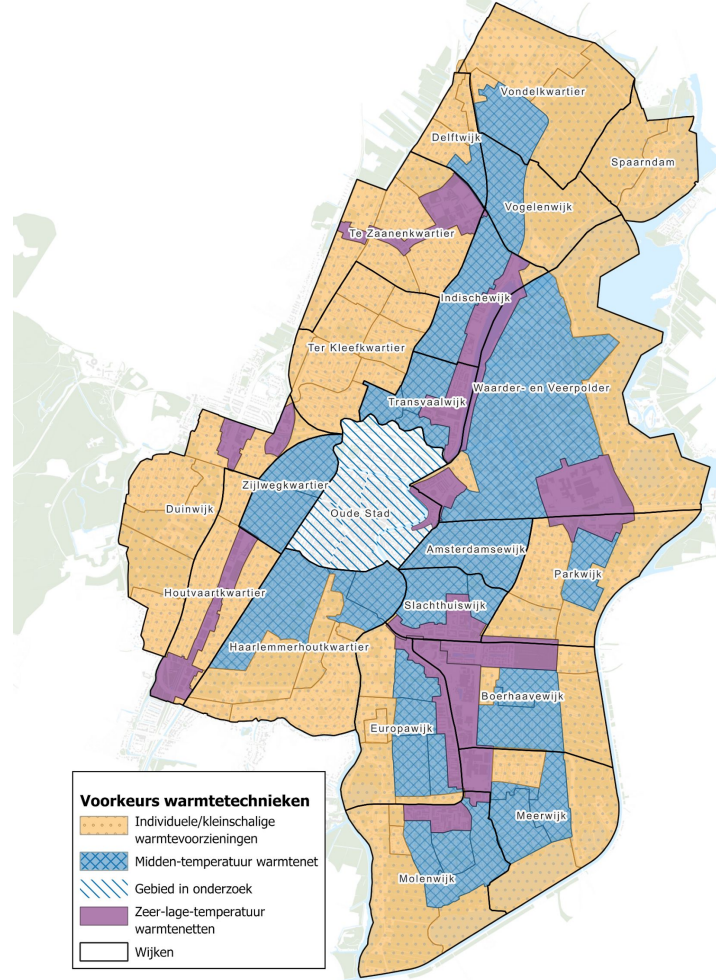 Vondelkwartier
Delftwijk
Spaarndam
Vogelenwijk
Te Zaanenkwartier
Indischewijk
Ter Kleefkwartier
Waarder- en Veerpolder
Transvaalwijk
Zijlwegkwartier
Duinwijk
Oude Stad
Amsterdamsewijk
Parkwijk
Houtvaartkwartier
Slachthuiswijk
Haarlemmerhoutkwartier
Boerhaavewijk
Europawijk
Meerwijk
Molenwijk
Voorkeurs warmtetechnieken
Individuele/kleinschalige
warmtevoorzieningen
Midden-temperatuur warmtenet
Gebied in onderzoek
Zeer-lage-temperatuur
warmtenetten
Wijken